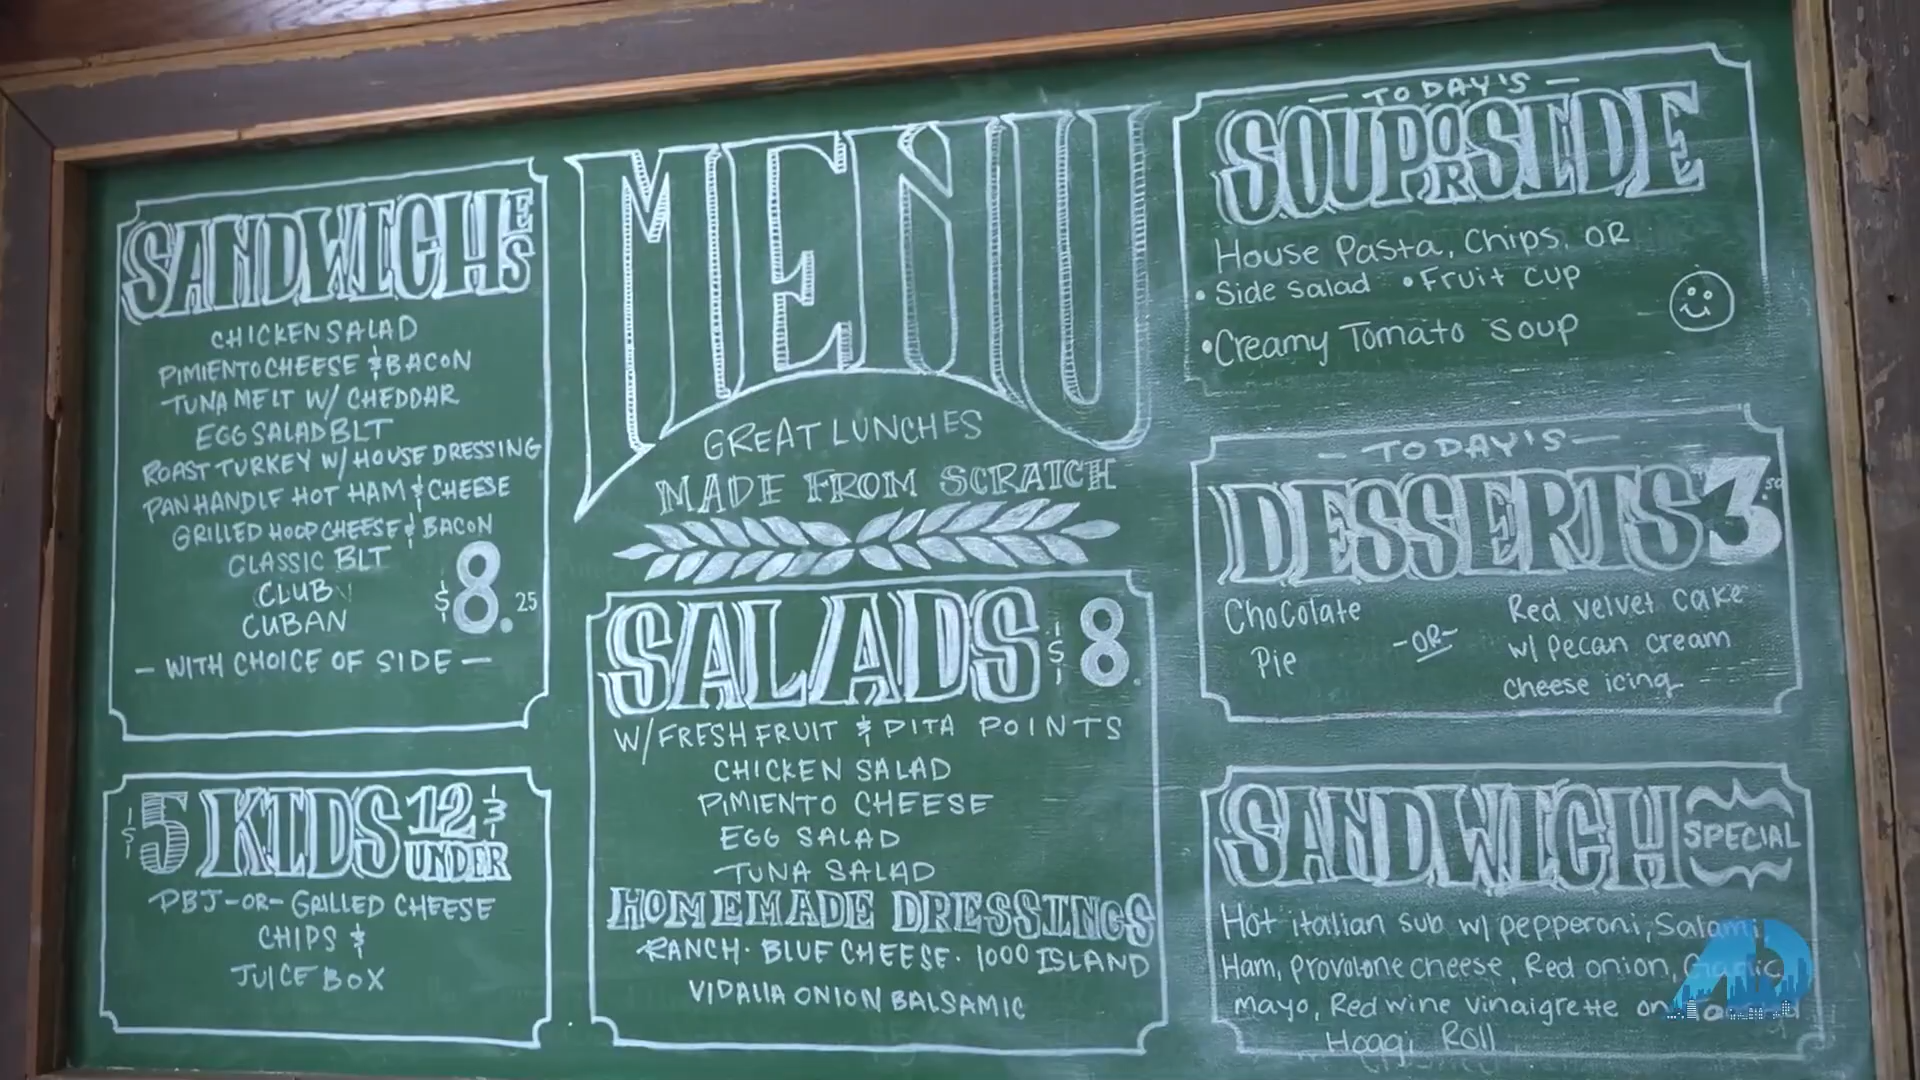 SANDWICHES
CHICKEN SALAD
PIMIENTO CHEESE & BACON
TUNA MELT W/ CHEDDAR
EGG SALAD BLT
ROAST TURKEY W/ HOUSE DRESSING
PANHANDLE HOT HAM & CHEESE
GRILLED HOOP CHEESE & BACON
CLASSIC BLT
CLUB
CUBAN
$8.25
— WITH CHOICE OF SIDE —
$5 KIDS 12 & UNDER
PBJ -OR- GRILLED CHEESE
CHIPS &
JUICE BOX
MENU
GREAT LUNCHES
MADE FROM SCRATCH
SALADS $8.
W/ FRESH FRUIT & PITA POINTS
CHICKEN SALAD
PIMIENTO CHEESE
EGG SALAD
TUNA SALAD
HOMEMADE DRESSINGS
RANCH · BLUE CHEESE · 1000 ISLAND
VIDALIA ONION BALSAMIC
— TODAY'S —
SOUP OR SIDE
House Pasta, Chips, OR
• Side Salad • Fruit Cup
• Creamy Tomato Soup
— TODAY'S —
DESSERTS $3.50
Chocolate
Pie
-OR-
Red Velvet Cake
w/ Pecan cream
cheese icing
SANDWICH SPECIAL
Hot italian sub w/ pepperoni, Salami,
Ham, provolone cheese, Red onion, Garlic
mayo, Red wine vinaigrette on
Hoagi Roll